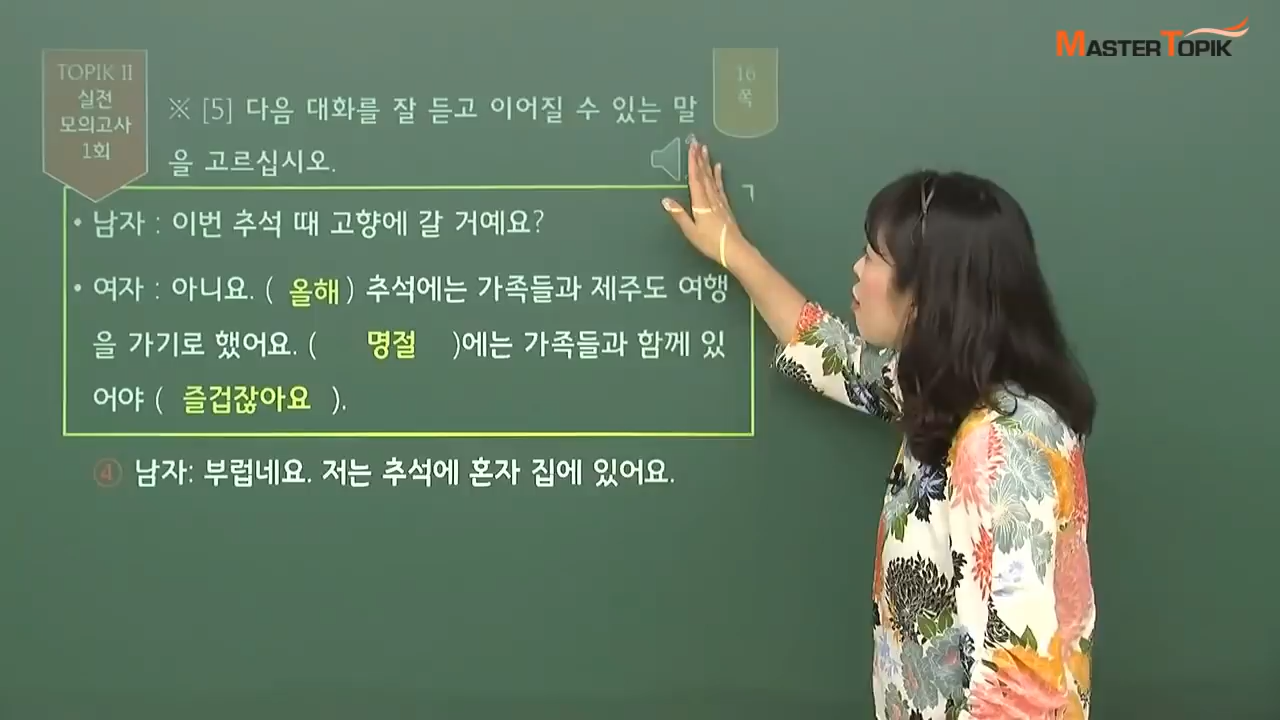 MASTER TOPIK
TOPIK II
실전
모의고사
1회
16
쪽
※ [5] 다음 대화를 잘 듣고 이어질 수 있는 말
을 고르십시오.
• 남자 : 이번 추석 때 고향에 갈 거예요?
• 여자 : 아니요. ( 올해 ) 추석에는 가족들과 제주도 여행
을 가기로 했어요. ( 명절 )에는 가족들과 함께 있
어야 ( 즐겁잖아요 ).
④ 남자: 부럽네요. 저는 추석에 혼자 집에 있어요.